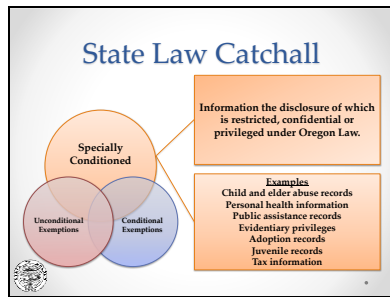 State Law Catchall
Information the disclosure of which
is restricted, confidential or
privileged under Oregon Law.
Specially
Conditioned
Unconditional
Exemptions
Conditional
Exemptions
Examples
Child and elder abuse records
Personal health information
Public assistance records
Evidentiary privileges
Adoption records
Juvenile records
Tax information